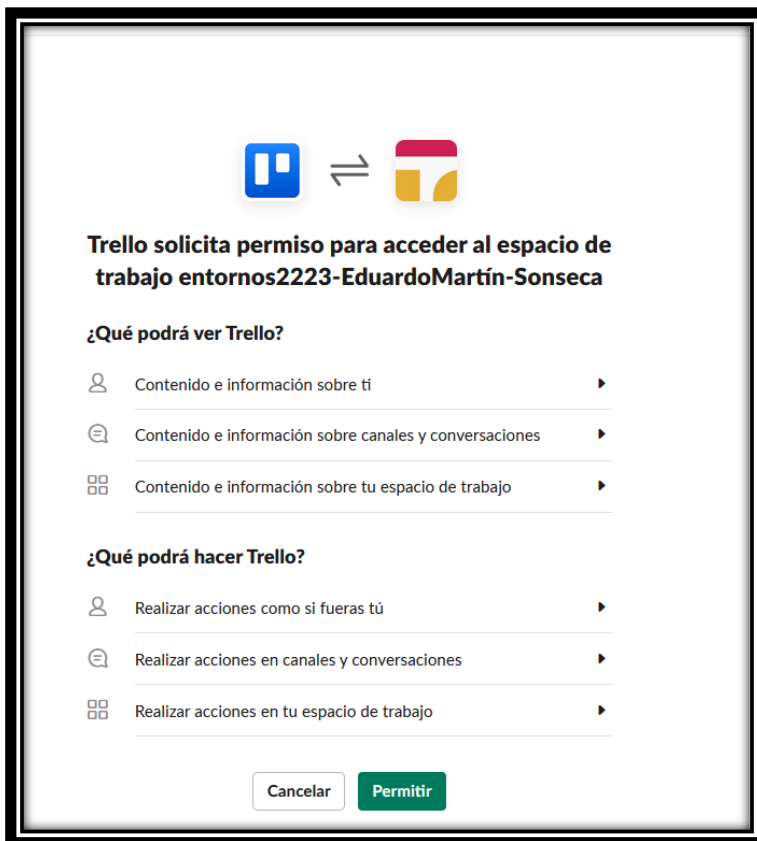 Trello solicita permiso para acceder al espacio de
trabajo entornos2223-EduardoMartín-Sonseca
¿Qué podrá ver Trello?
Contenido e información sobre ti
Contenido e información sobre canales y conversaciones
Contenido e información sobre tu espacio de trabajo
¿Qué podrá hacer Trello?
Realizar acciones como si fueras tú
Realizar acciones en canales y conversaciones
Realizar acciones en tu espacio de trabajo
Cancelar Permitir